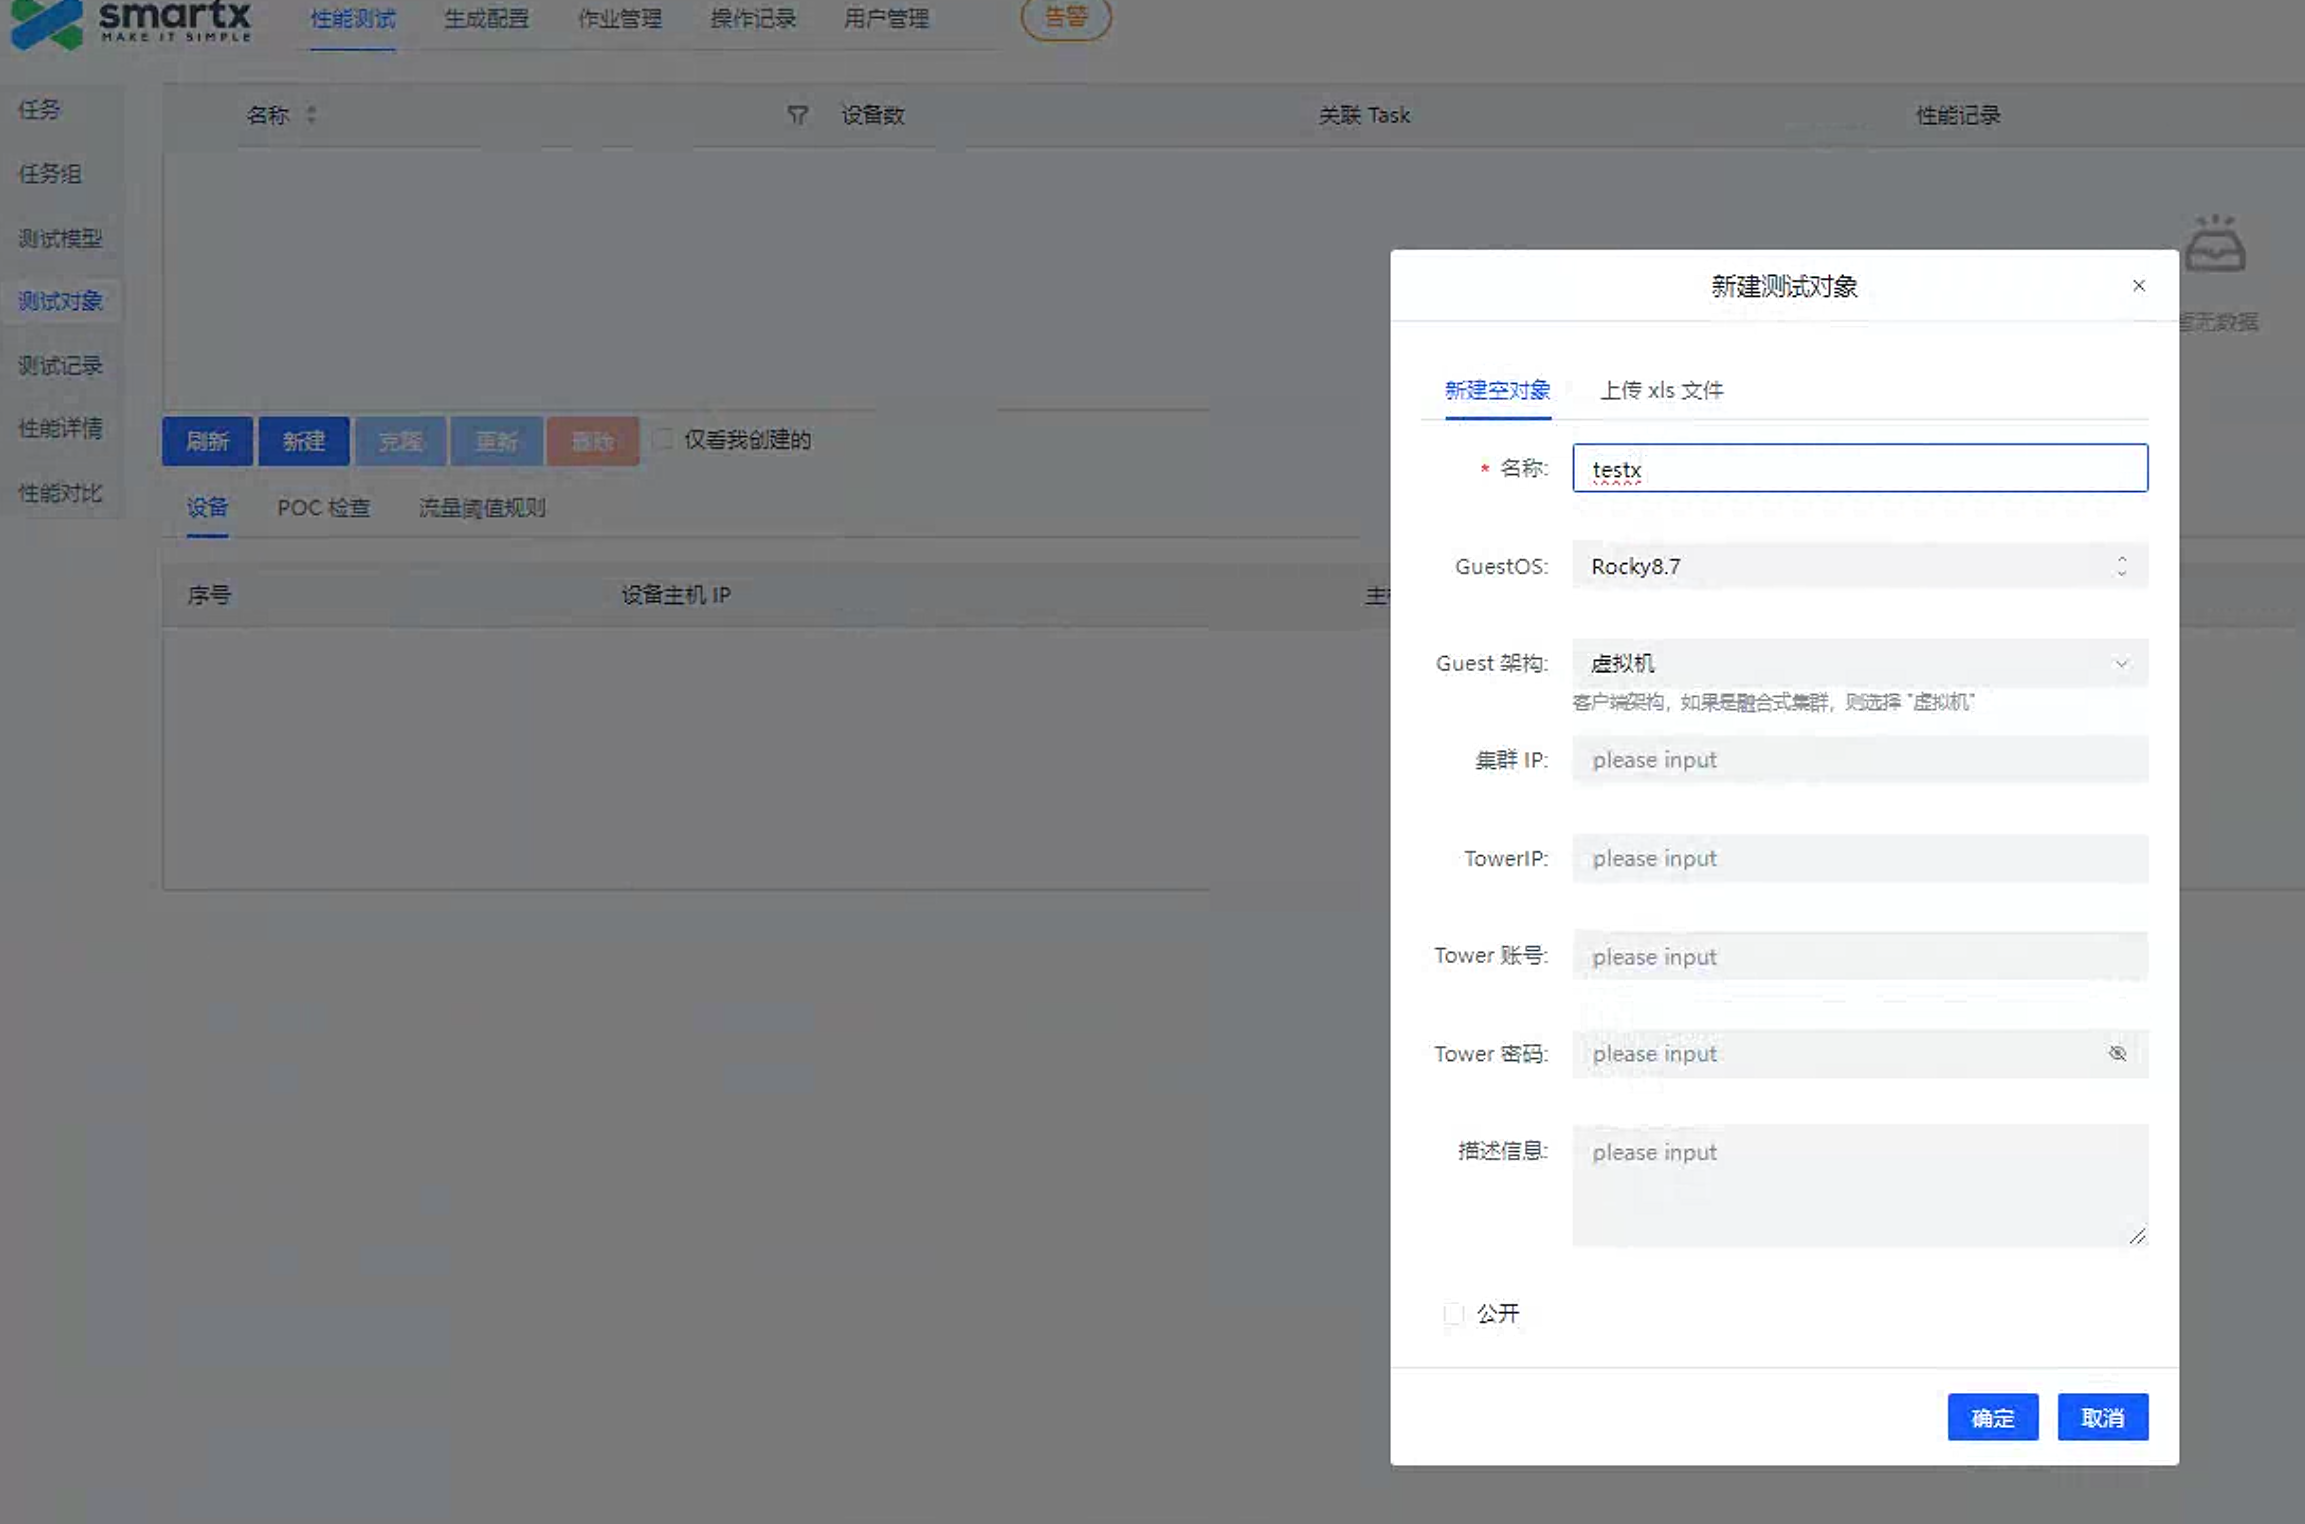 smartx
MAKE IT SIMPLE
性能测试 生成配置 作业管理 操作记录 用户管理 告警
任务
任务组
测试模型
测试对象
测试记录
性能详情
性能对比
名称 设备数 关联 Task 性能记录
暂无数据
刷新 新建 克隆 更新 删除 仅看我创建的
设备 POC 检查 流量阈值规则
序号 设备主机 IP 主
新建测试对象
新建空对象 上传 xls 文件
* 名称: testx
GuestOS: Rocky8.7
Guest 架构: 虚拟机
客户端架构，如果是融合式集群，则选择 "虚拟机"
集群 IP: please input
TowerIP: please input
Tower 账号: please input
Tower 密码: please input
描述信息: please input
公开
确定 取消